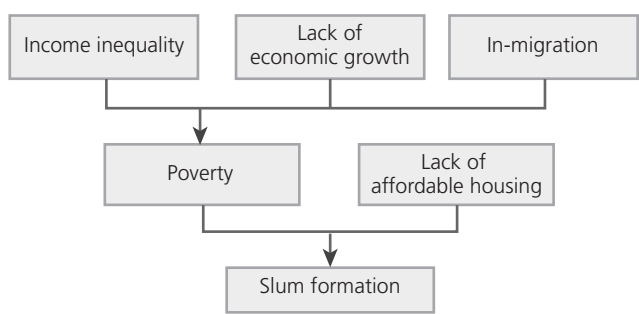 Income inequality
Lack of
economic growth
In-migration
Poverty
Lack of
affordable housing
Slum formation